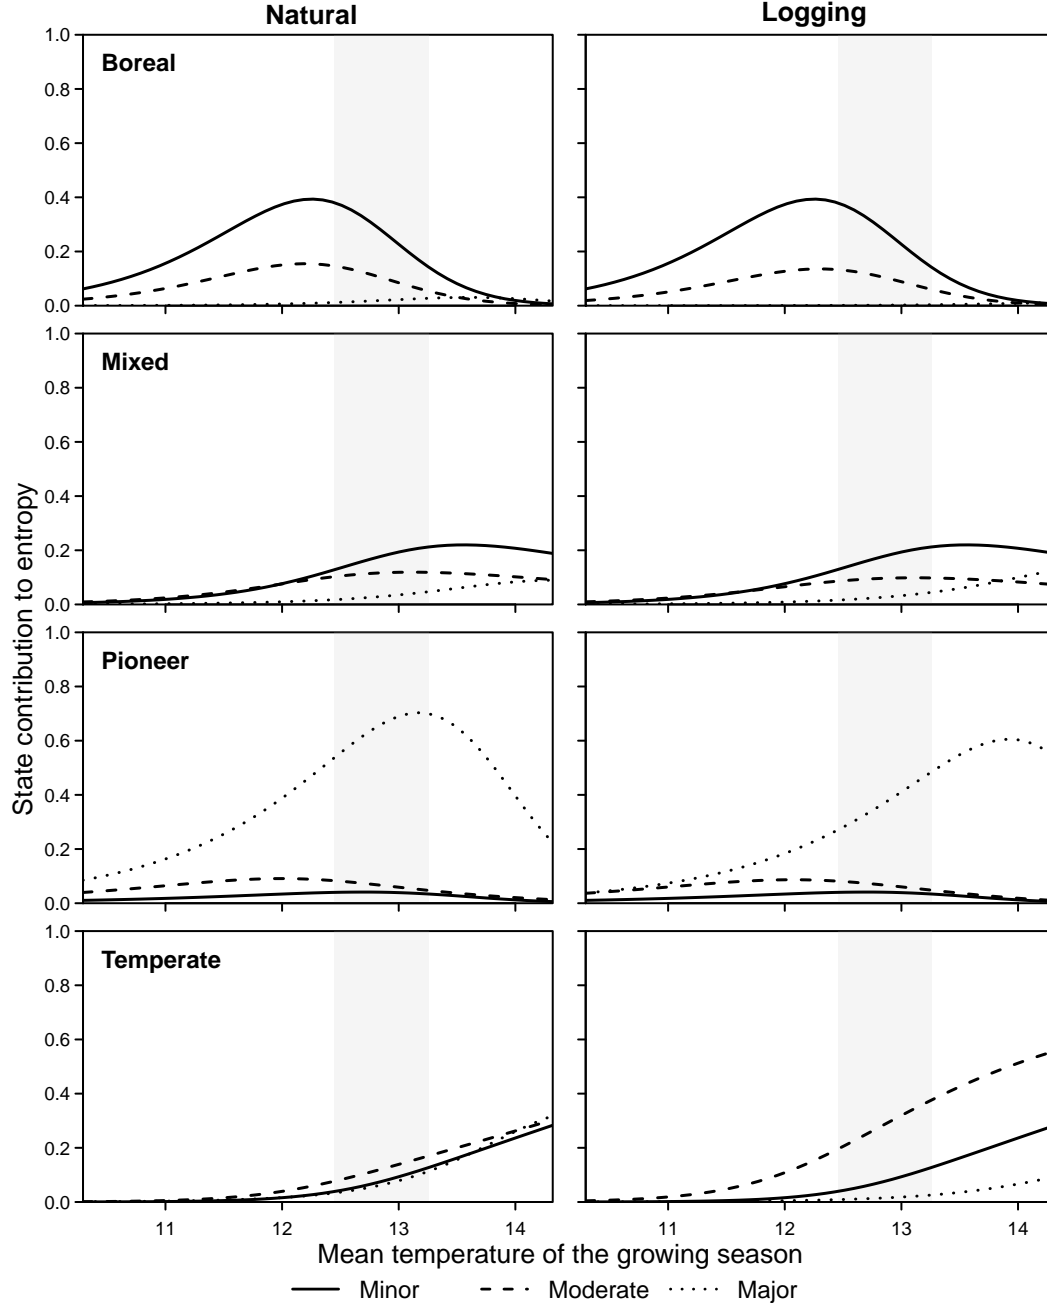 Natural Logging
1.0
0.8
0.6
0.4
0.2
0.0
Boreal
1.0
0.8
0.6
0.4
0.2
0.0
Mixed
1.0
0.8
0.6
0.4
0.2
0.0
Pioneer
1.0
0.8
0.6
0.4
0.2
0.0
Temperate
State contribution to entropy
11 12 13 14 11 12 13 14
Mean temperature of the growing season
Minor Moderate Major